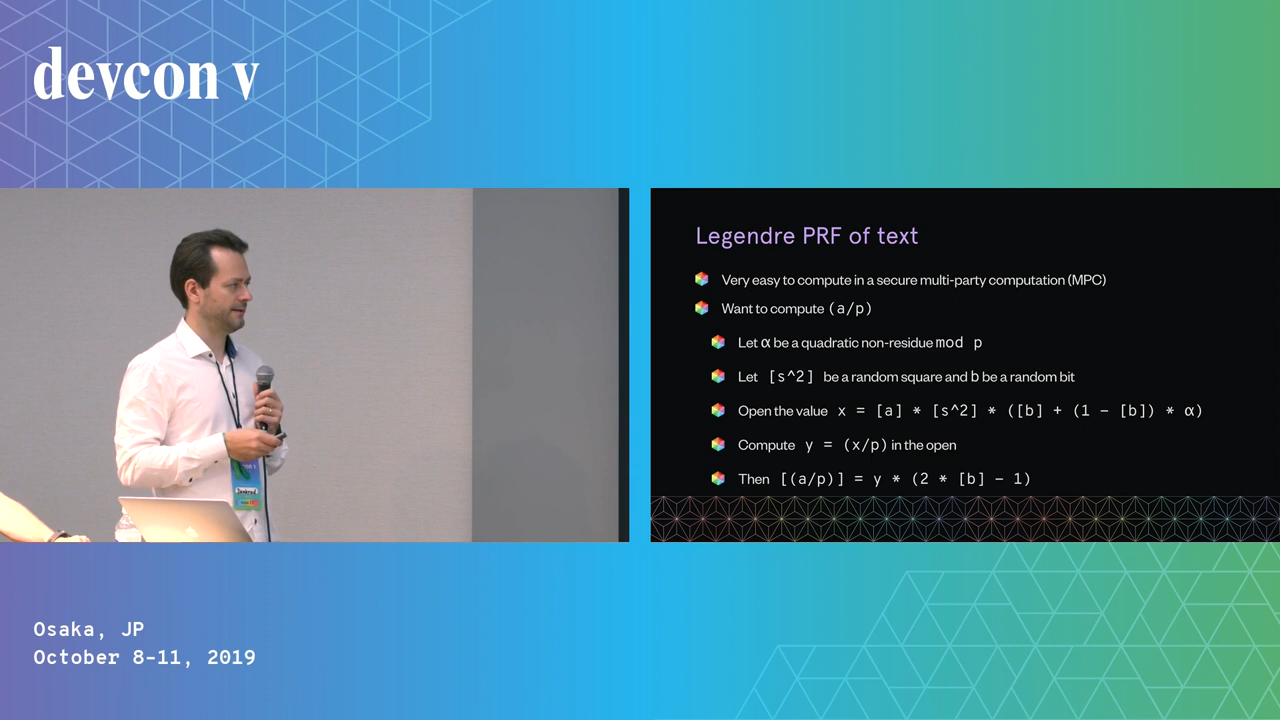 devcon v
Legendre PRF of text
Very easy to compute in a secure multi-party computation (MPC)
Want to compute (a/p)
Let α be a quadratic non-residue mod p
Let [s^2] be a random square and b be a random bit
Open the value x = [a] * [s^2] * ([b] + (1 - [b]) * α)
Compute y = (x/p) in the open
Then [(a/p)] = y * (2 * [b] - 1)
Dankrad
Osaka, JP
October 8-11, 2019